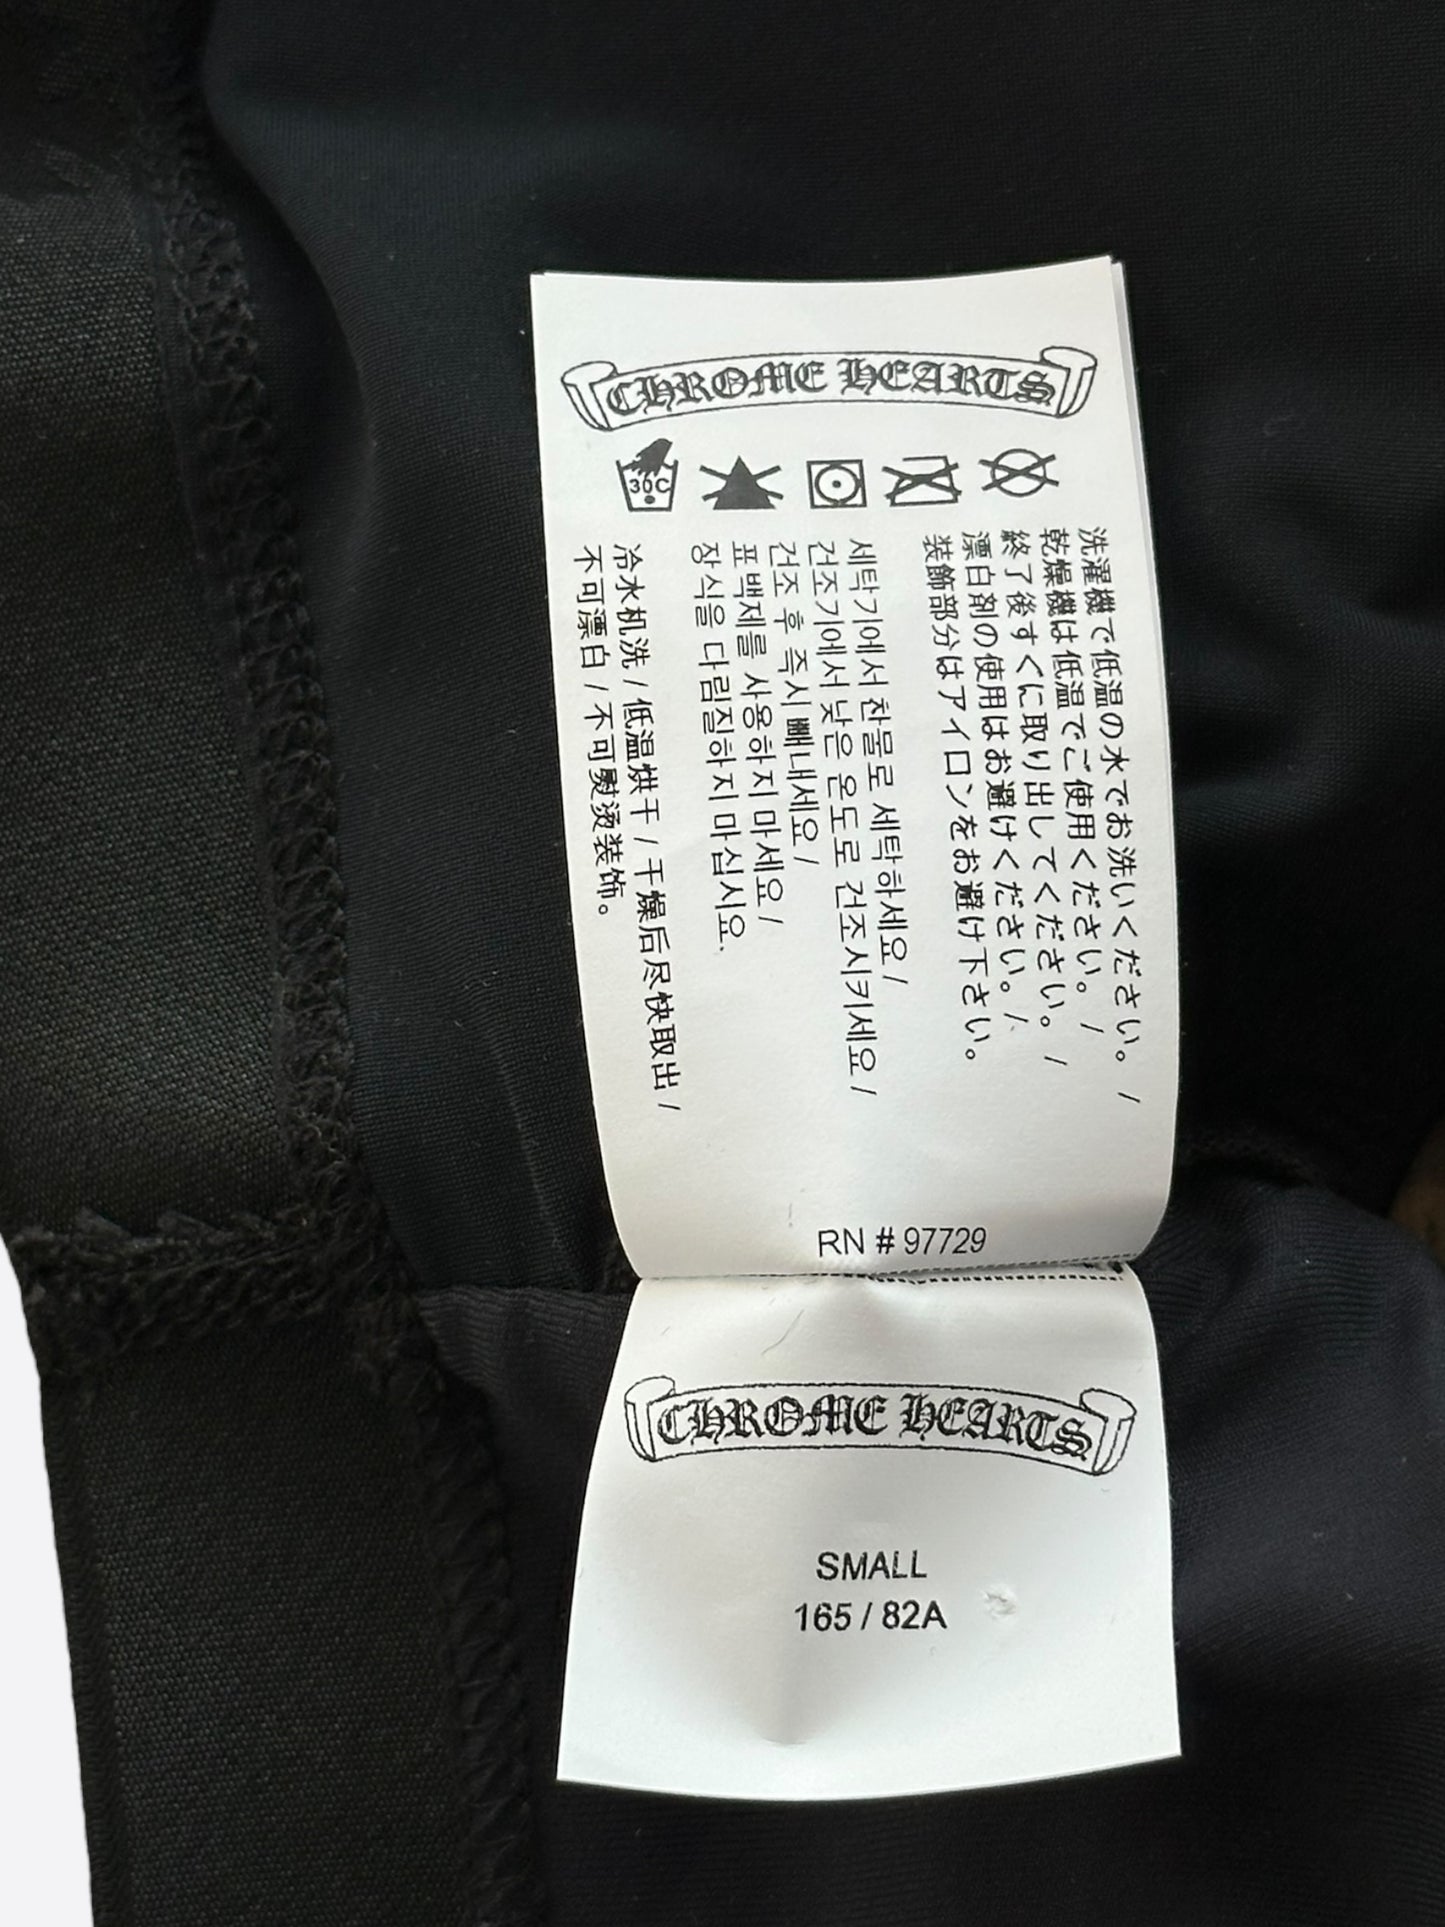 CHROME HEARTS
30C
洗濯機で低温の水でお洗いください。 /
乾燥機は低温でご使用ください。 /
終了後すぐに取り出してください。 /
漂白剤の使用はお避けください。 /
装飾部分はアイロンをお避け下さい。
세탁기에서 찬물로 세탁하세요 /
건조기에서 낮은 온도로 건조시키세요 /
건조 후 즉시 빼내세요 /
표백제를 사용하지 마세요 /
장식을 다림질하지 마십시요.
冷水机洗 / 低温烘干 / 干燥后尽快取出 /
不可漂白 / 不可熨烫装饰。
RN # 97729
CHROME HEARTS
SMALL
165 / 82A